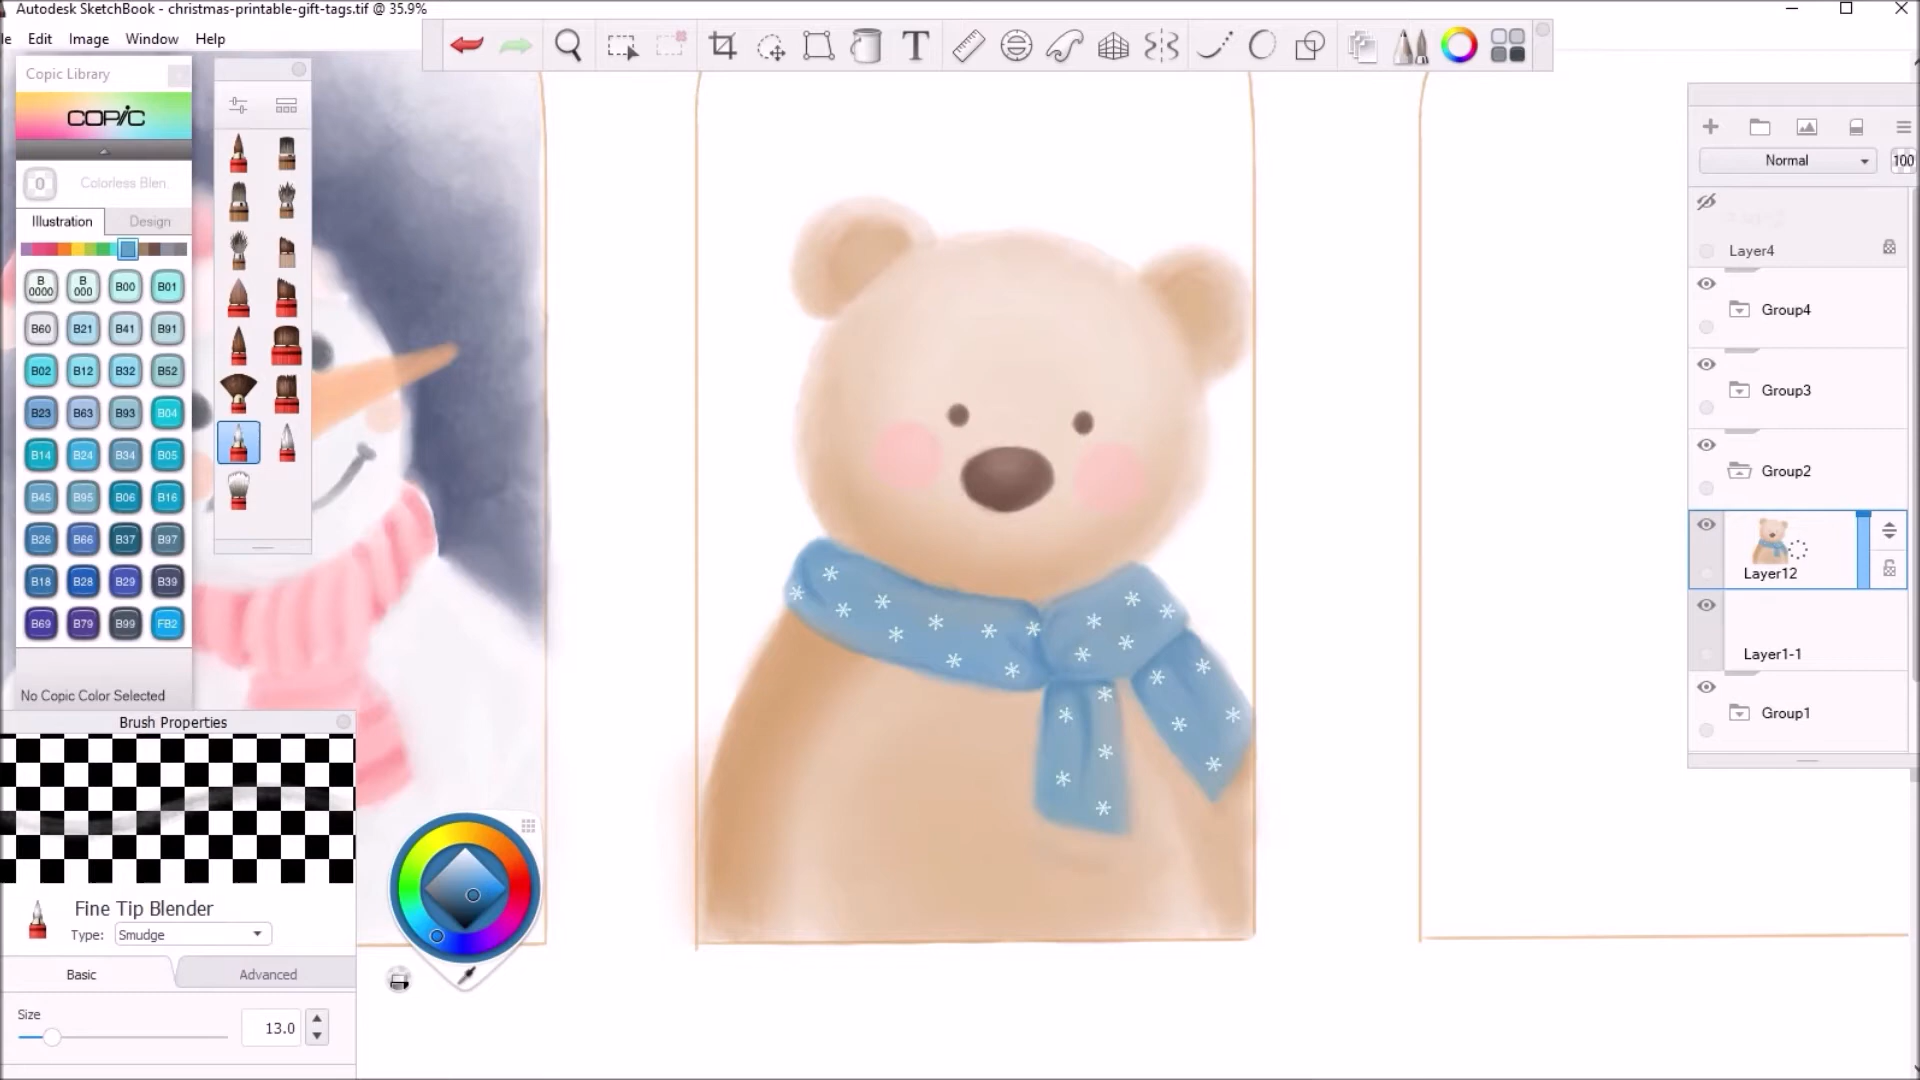 Autodesk SketchBook - christmas-printable-gift-tags.tif @ 35.9%
le Edit Image Window Help
Copic Library
COPIC
0 Colorless Blen.
Illustration Design
B 0000 B 000 B00 B01
B60 B21 B41 B91
B02 B12 B32 B52
B23 B63 B93 B04
B14 B24 B34 B05
B45 B95 B06 B16
B26 B66 B37 B97
B18 B28 B29 B39
B69 B79 B99 FB2
No Copic Color Selected
Brush Properties
Fine Tip Blender
Type: Smudge
Basic Advanced
Size
13.0
T
Normal 100
Layer4
Group4
Group3
Group2
Layer12
Layer1-1
Group1